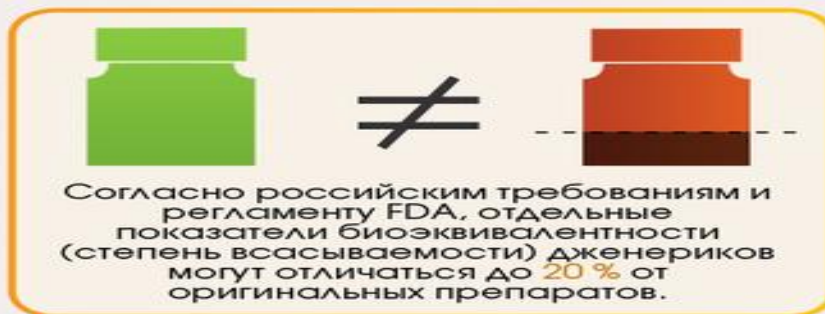 Согласно российским требованиям и
регламенту FDA, отдельные
показатели биоэквивалентности
(степень всасываемости) дженериков
могут отличаться до 20 % от
оригинальных препаратов.